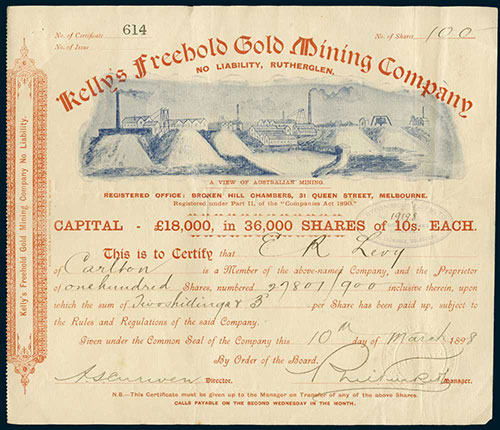 No. of Certificate 614
No. of Shares 100
No. of Issue
Kelly's Freehold Gold Mining Company
NO LIABILITY, RUTHERGLEN.
A VIEW OF AUSTRALIAN MINING.
REGISTERED OFFICE: BROKEN HILL CHAMBERS, 31 QUEEN STREET, MELBOURNE.
Registered under Part II, of the "Companies Act 1890."
19198
CAPITAL - £18,000, in 36,000 SHARES of 10s. EACH.
This is to Certify that E R Levy
of Carlton is a Member of the above-named Company, and the Proprietor
of one hundred Shares, numbered 27801/900 inclusive therein, upon
which the sum of Two shillings & 3d per Share has been paid up, subject to
the Rules and Regulations of the said Company.
Given under the Common Seal of the Company this 10th day of March 1898
By Order of the Board.
Director.
Manager.
N.B.—This Certificate must be given up to the Manager on Transfer of any of the above Shares.
CALLS PAYABLE ON THE SECOND WEDNESDAY IN THE MONTH.
Kelly's Freehold Gold Mining Company No Liability.